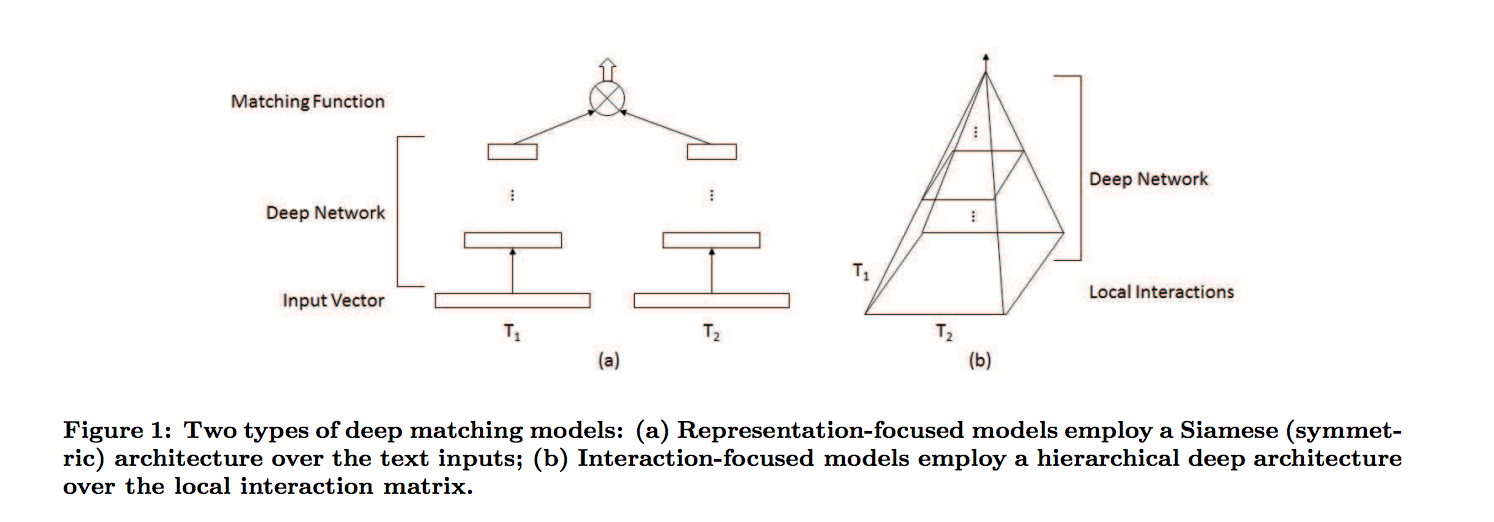 Matching Function
Deep Network
Input Vector
T₁
T₂
(a)
Deep Network
T₁
Local Interactions
T₂
(b)
Figure 1: Two types of deep matching models: (a) Representation-focused models employ a Siamese (symmet-
ric) architecture over the text inputs; (b) Interaction-focused models employ a hierarchical deep architecture
over the local interaction matrix.